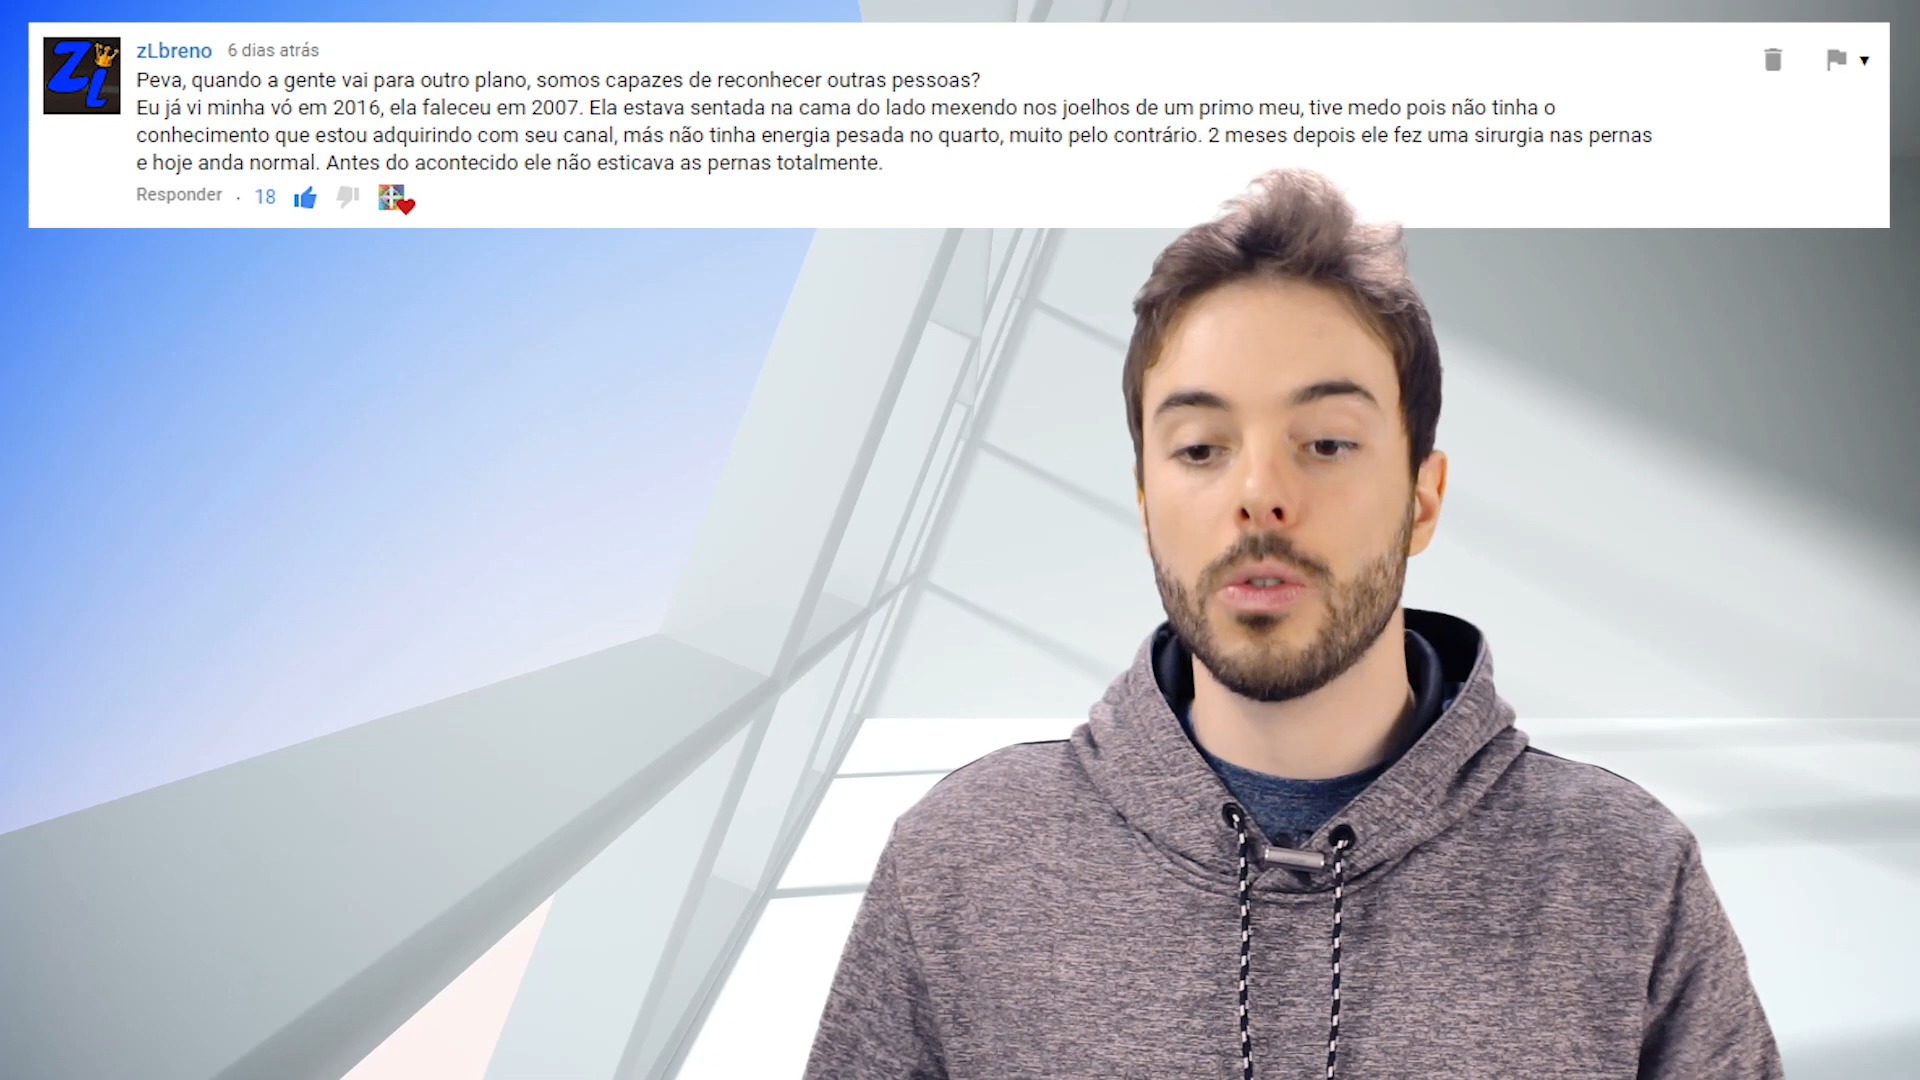 ZL
zLbreno 6 dias atrás
Peva, quando a gente vai para outro plano, somos capazes de reconhecer outras pessoas?
Eu já vi minha vó em 2016, ela faleceu em 2007. Ela estava sentada na cama do lado mexendo nos joelhos de um primo meu, tive medo pois não tinha o
conhecimento que estou adquirindo com seu canal, más não tinha energia pesada no quarto, muito pelo contrário. 2 meses depois ele fez uma sirurgia nas pernas
e hoje anda normal. Antes do acontecido ele não esticava as pernas totalmente.
Responder . 18